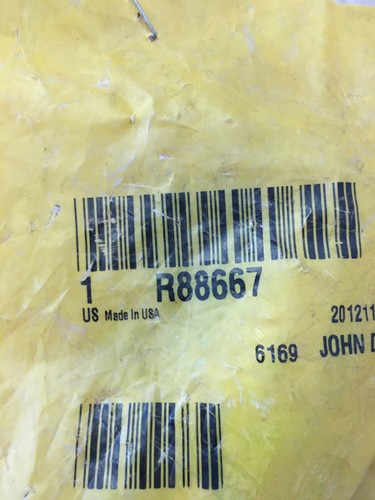 1 R88667
US Made In USA
201211
6169 JOHN D